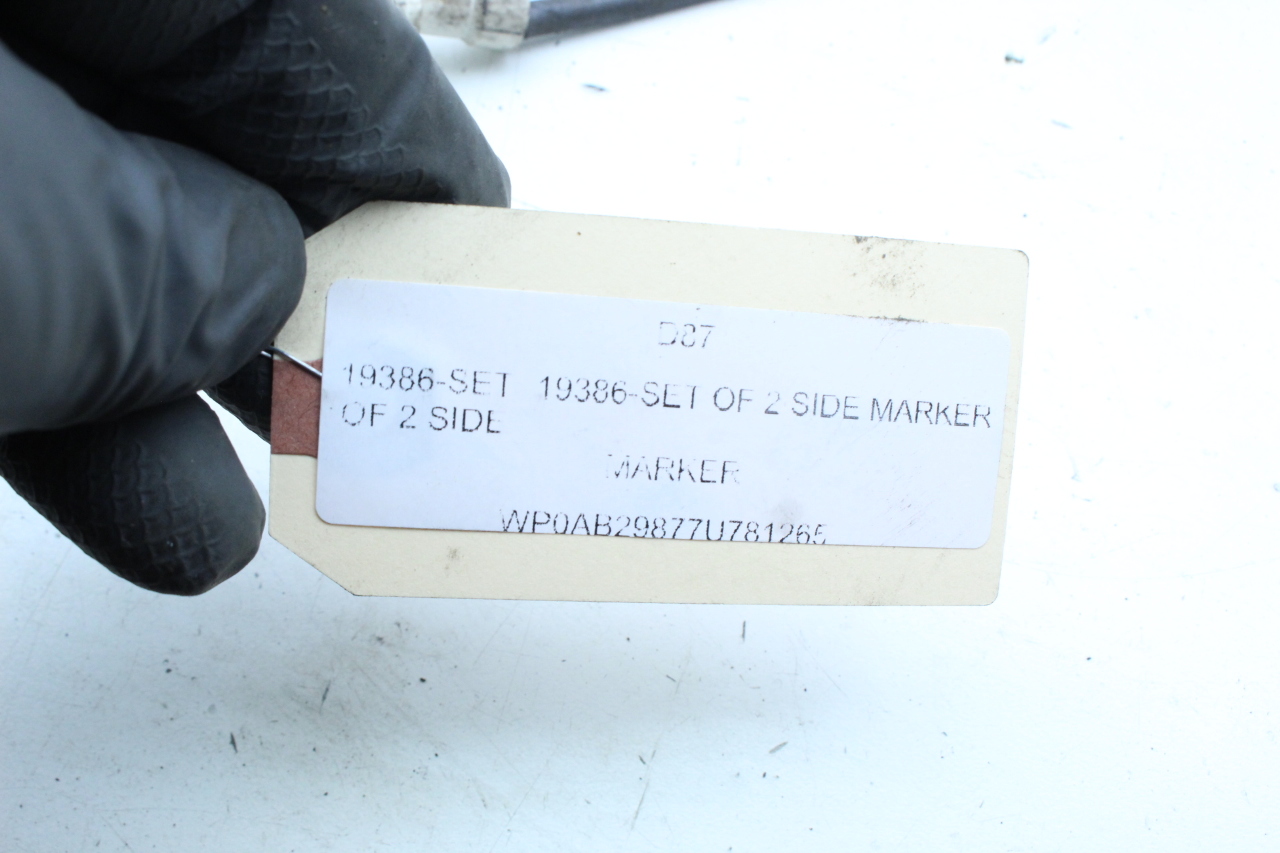 D87
19386-SET 19386-SET OF 2 SIDE MARKER
OF 2 SIDE
MARKER
WP0AB29877U781265